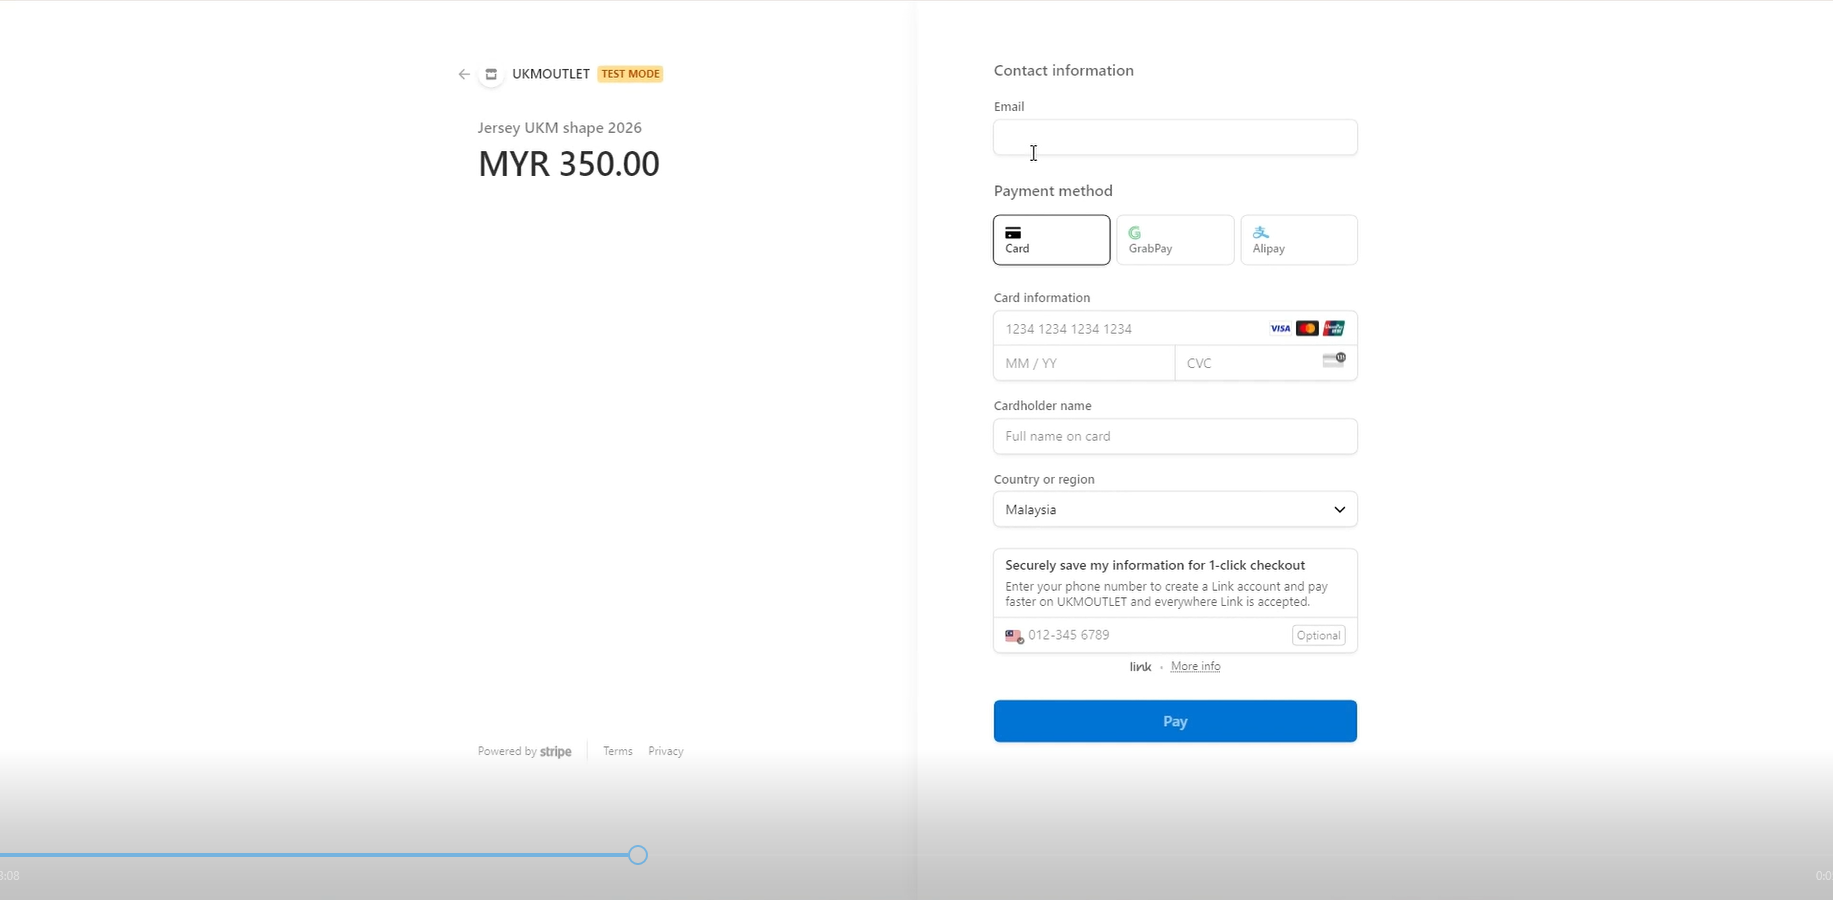 UKMOUTLET TEST MODE
Jersey UKM shape 2026
MYR 350.00
Powered by stripe
Terms
Privacy
Contact information
Email
Payment method
Card
GrabPay
Alipay
Card information
1234 1234 1234 1234
VISA
MM / YY
CVC
Cardholder name
Full name on card
Country or region
Malaysia
Securely save my information for 1-click checkout
Enter your phone number to create a Link account and pay
faster on UKMOUTLET and everywhere Link is accepted.
012-345 6789
Optional
link • More info
Pay